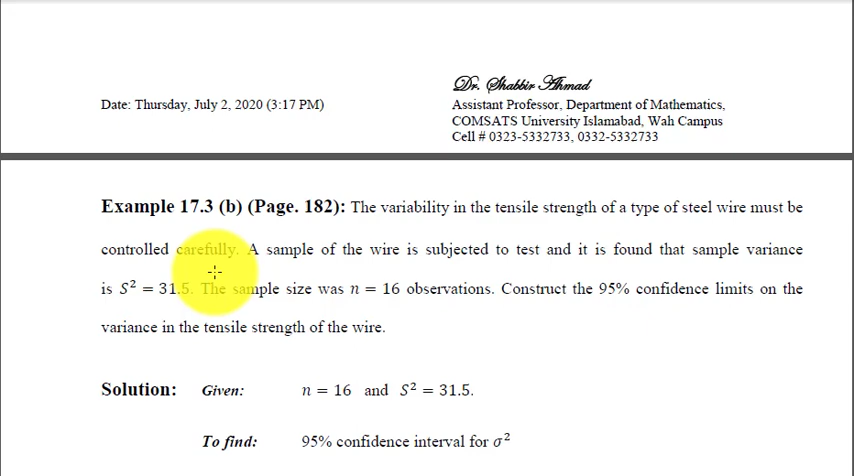 Dr. Shabbir Ahmad
Date: Thursday, July 2, 2020 (3:17 PM)
Assistant Professor, Department of Mathematics,
COMSATS University Islamabad, Wah Campus
Cell # 0323-5332733, 0332-5332733
Example 17.3 (b) (Page. 182): The variability in the tensile strength of a type of steel wire must be
controlled carefully. A sample of the wire is subjected to test and it is found that sample variance
is S² = 31.5. The sample size was n = 16 observations. Construct the 95% confidence limits on the
variance in the tensile strength of the wire.
Solution: Given: n = 16 and S² = 31.5.
To find: 95% confidence interval for σ²